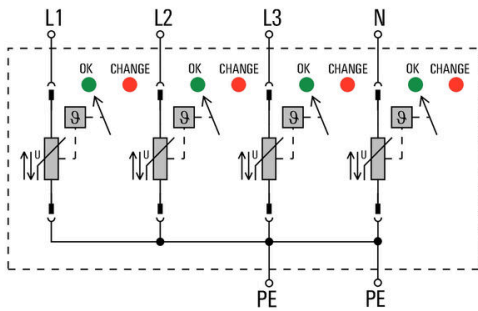 L1 L2 L3 N
OK CHANGE OK CHANGE OK CHANGE OK CHANGE
ϑ ϑ ϑ ϑ
U U U U
PE PE